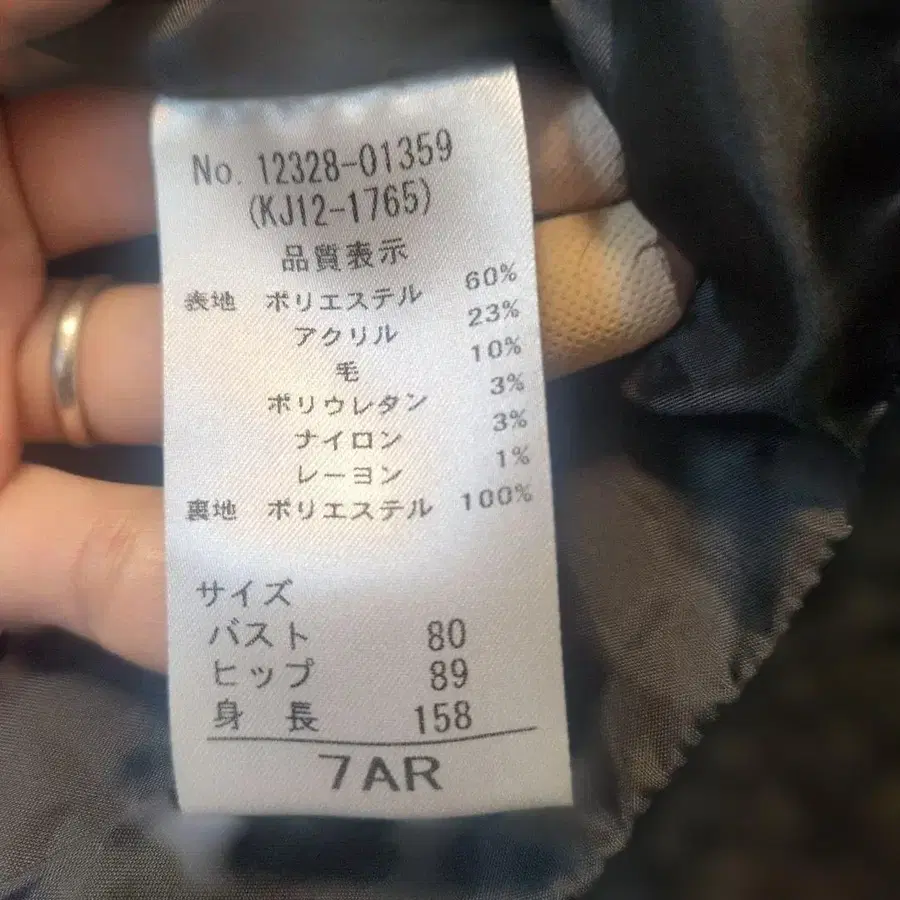 No. 12328-01359
(KJ12-1765)
品質表示
表地 ポリエステル 60%
アクリル 23%
毛 10%
ポリウレタン 3%
ナイロン 3%
レーヨン 1%
裏地 ポリエステル 100%
サイズ
バスト 80
ヒップ 89
身長 158
7AR